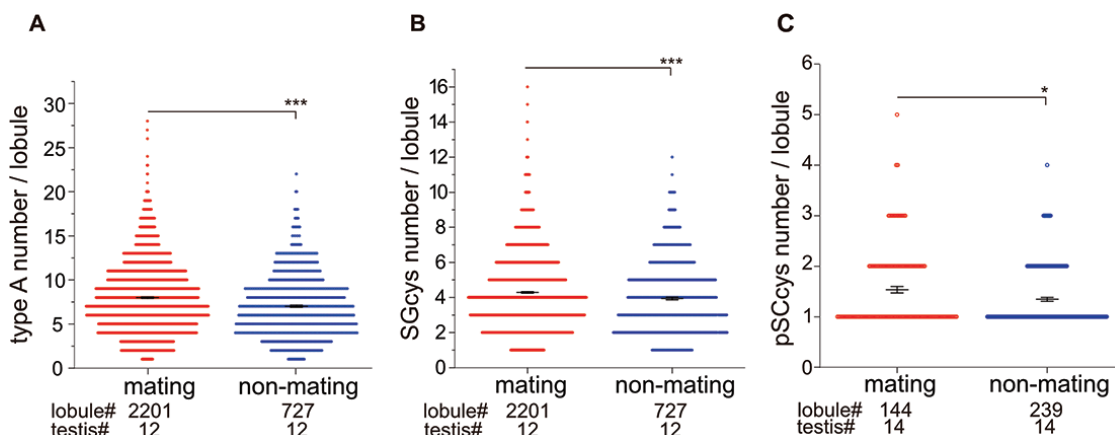 A
type A number / lobule
30
25
20
15
10
5
0
***
mating non-mating
lobule# 2201 727
testis# 12 12
B
SGcys number / lobule
16
14
12
10
8
6
4
2
0
***
mating non-mating
lobule# 2201 727
testis# 12 12
C
pSCcys number / lobule
6
5
4
3
2
1
0
*
mating non-mating
lobule# 144 239
testis# 14 14